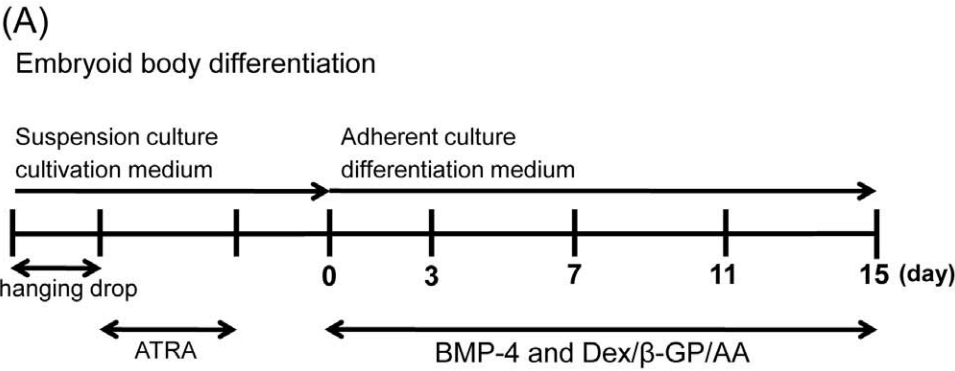 (A)
Embryoid body differentiation
Suspension culture
cultivation medium
Adherent culture
differentiation medium
0 3 7 11 15 (day)
hanging drop
ATRA
BMP-4 and Dex/β-GP/AA